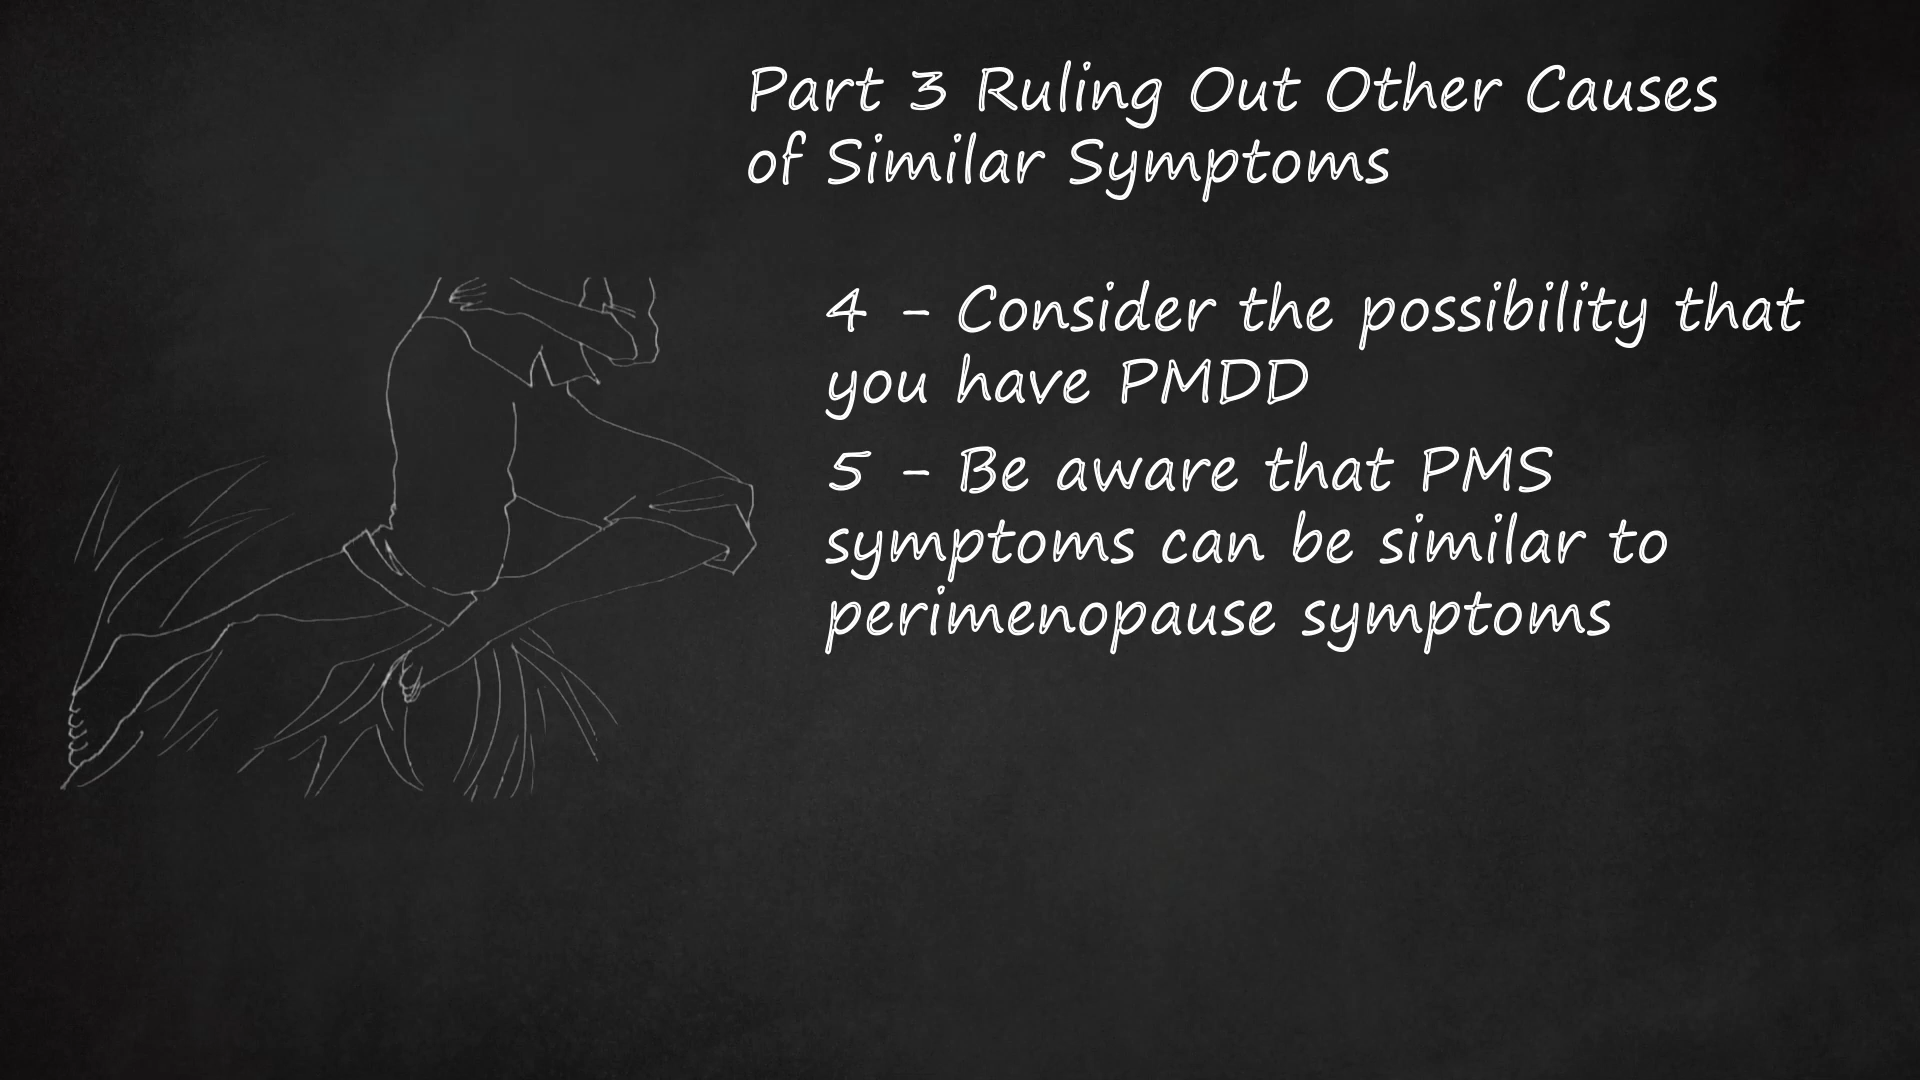 Part 3 Ruling Out Other Causes
of Similar Symptoms
4 - Consider the possibility that
you have PMDD
5 - Be aware that PMS
symptoms can be similar to
perimenopause symptoms